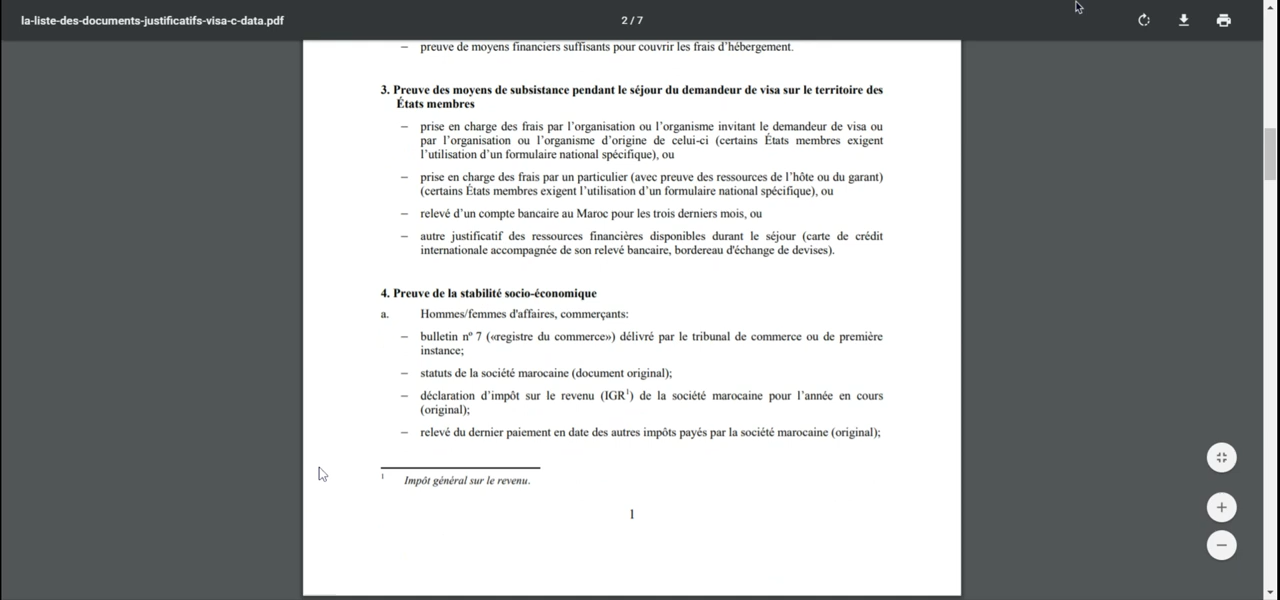 la-liste-des-documents-justificatifs-visa-c-data.pdf
2 / 7
– preuve de moyens financiers suffisants pour couvrir les frais d’hébergement.
3. Preuve des moyens de subsistance pendant le séjour du demandeur de visa sur le territoire des
États membres
– prise en charge des frais par l’organisation ou l’organisme invitant le demandeur de visa ou
par l’organisation ou l’organisme d’origine de celui-ci (certains États membres exigent
l’utilisation d’un formulaire national spécifique), ou
– prise en charge des frais par un particulier (avec preuve des ressources de l’hôte ou du garant)
(certains États membres exigent l’utilisation d’un formulaire national spécifique), ou
– relevé d’un compte bancaire au Maroc pour les trois derniers mois, ou
– autre justificatif des ressources financières disponibles durant le séjour (carte de crédit
internationale accompagnée de son relevé bancaire, bordereau d'échange de devises).
4. Preuve de la stabilité socio-économique
a. Hommes/femmes d'affaires, commerçants:
– bulletin nº 7 («registre du commerce») délivré par le tribunal de commerce ou de première
instance;
– statuts de la société marocaine (document original);
– déclaration d’impôt sur le revenu (IGR¹) de la société marocaine pour l’année en cours
(original);
– relevé du dernier paiement en date des autres impôts payés par la société marocaine (original);
¹ Impôt général sur le revenu.
1